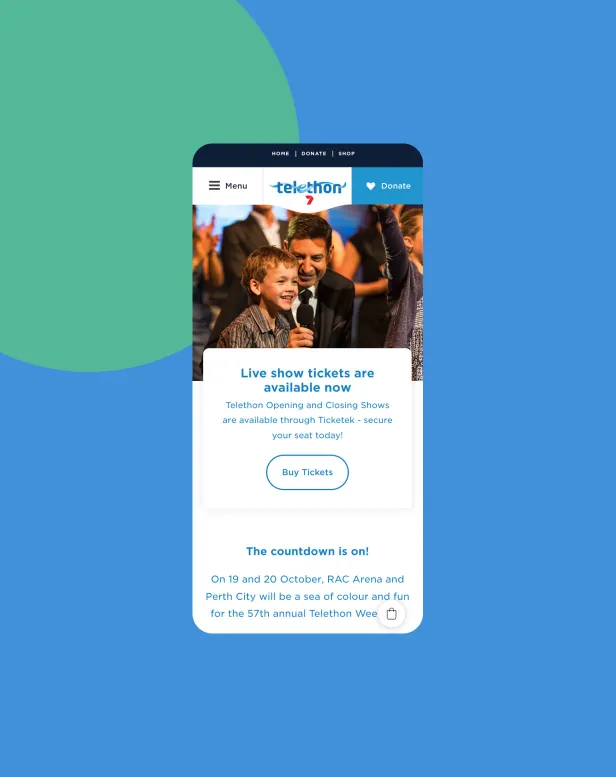 HOME | DONATE | SHOP
Menu
telethon
7
Donate
Live show tickets are
available now
Telethon Opening and Closing Shows
are available through Ticketek - secure
your seat today!
Buy Tickets
The countdown is on!
On 19 and 20 October, RAC Arena and
Perth City will be a sea of colour and fun
for the 57th annual Telethon